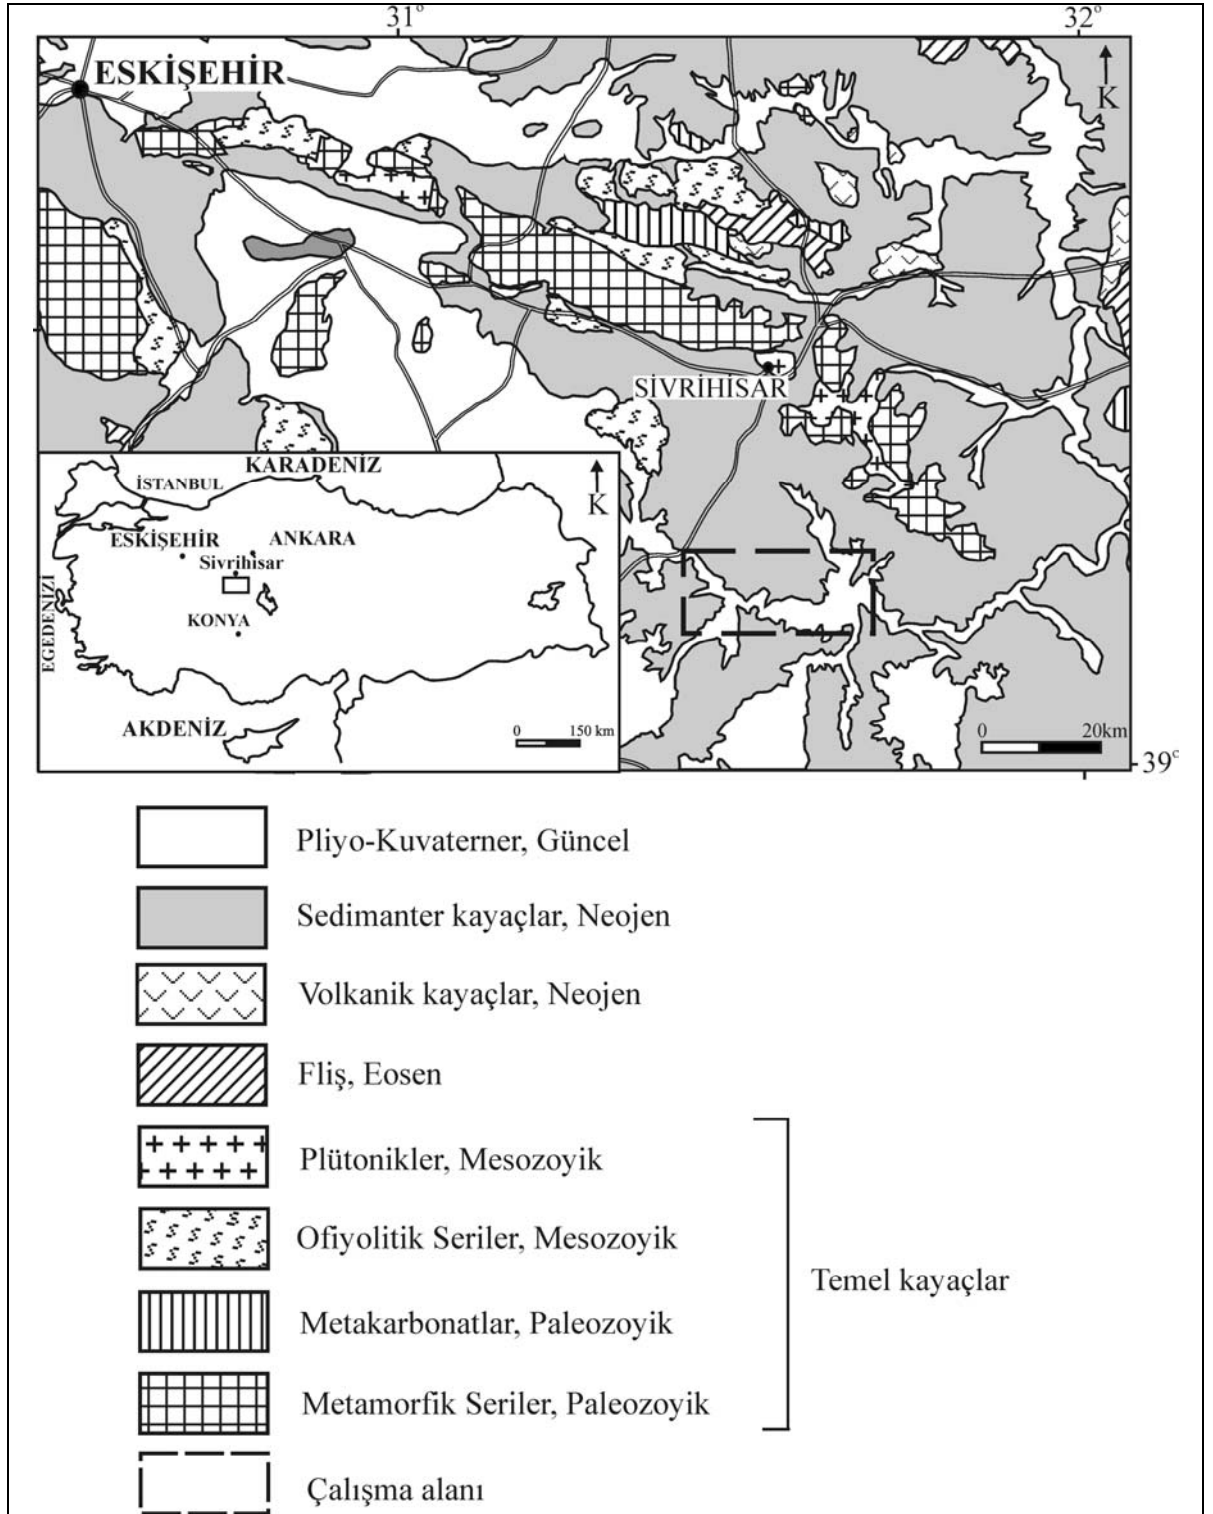 31°
32°
ESKİŞEHİR
K
SİVRİHİSAR
KARADENİZ
İSTANBUL
K
ESKİŞEHİR
ANKARA
Sivrihisar
EGEDENİZİ
KONYA
AKDENİZ
0 150 km
0 20km
39°
Pliyo-Kuvaterner, Güncel
Sedimanter kayaçlar, Neojen
Volkanik kayaçlar, Neojen
Fliş, Eosen
Plütonikler, Mesozoyik
Ofiyolitik Seriler, Mesozoyik
Temel kayaçlar
Metakarbonatlar, Paleozoyik
Metamorfik Seriler, Paleozoyik
Çalışma alanı